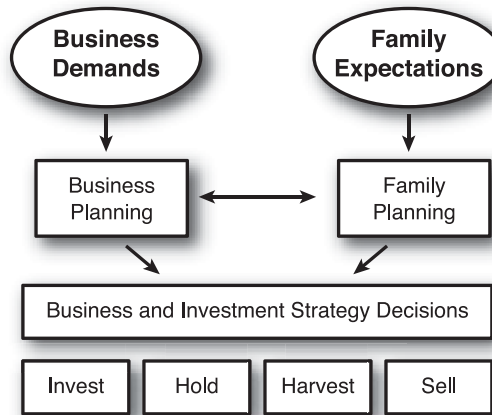 Business
Demands
Family
Expectations
Business
Planning
Family
Planning
Business and Investment Strategy Decisions
Invest
Hold
Harvest
Sell